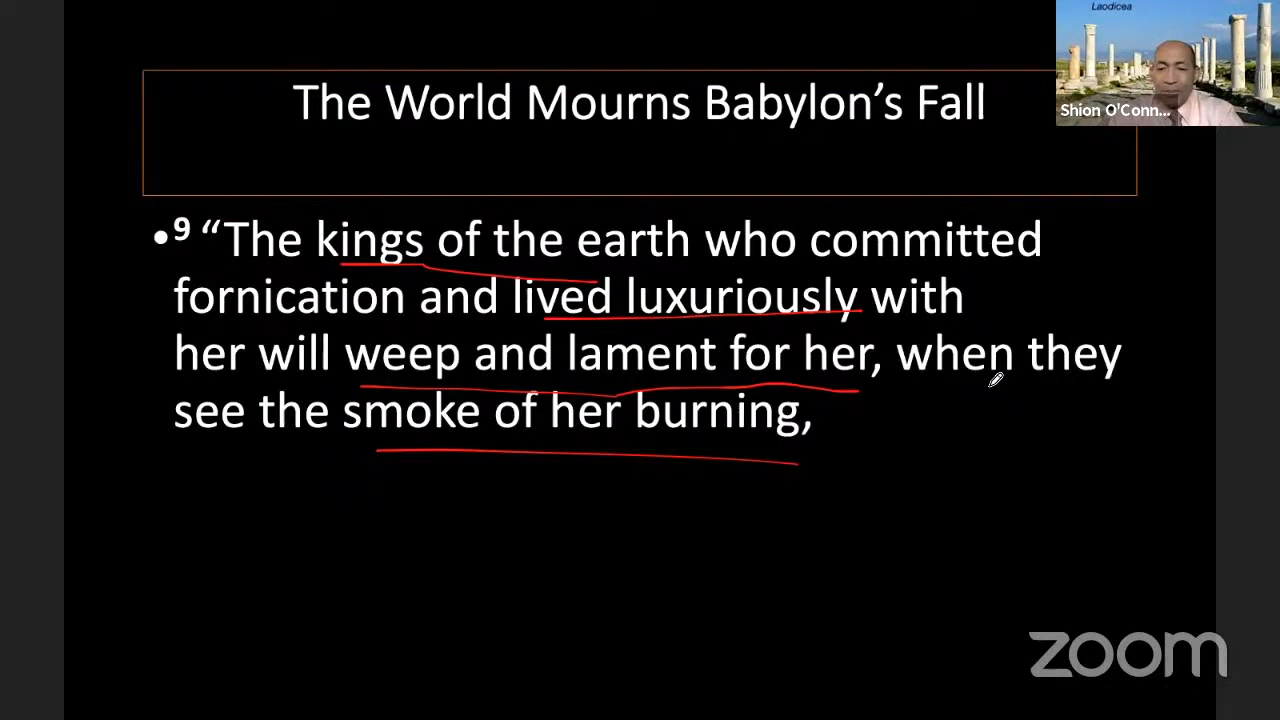 Laodicea
The World Mourns Babylon’s Fall
Shion O'Conn...
•9 “The kings of the earth who committed
fornication and lived luxuriously with
her will weep and lament for her, when they
see the smoke of her burning,
zoom